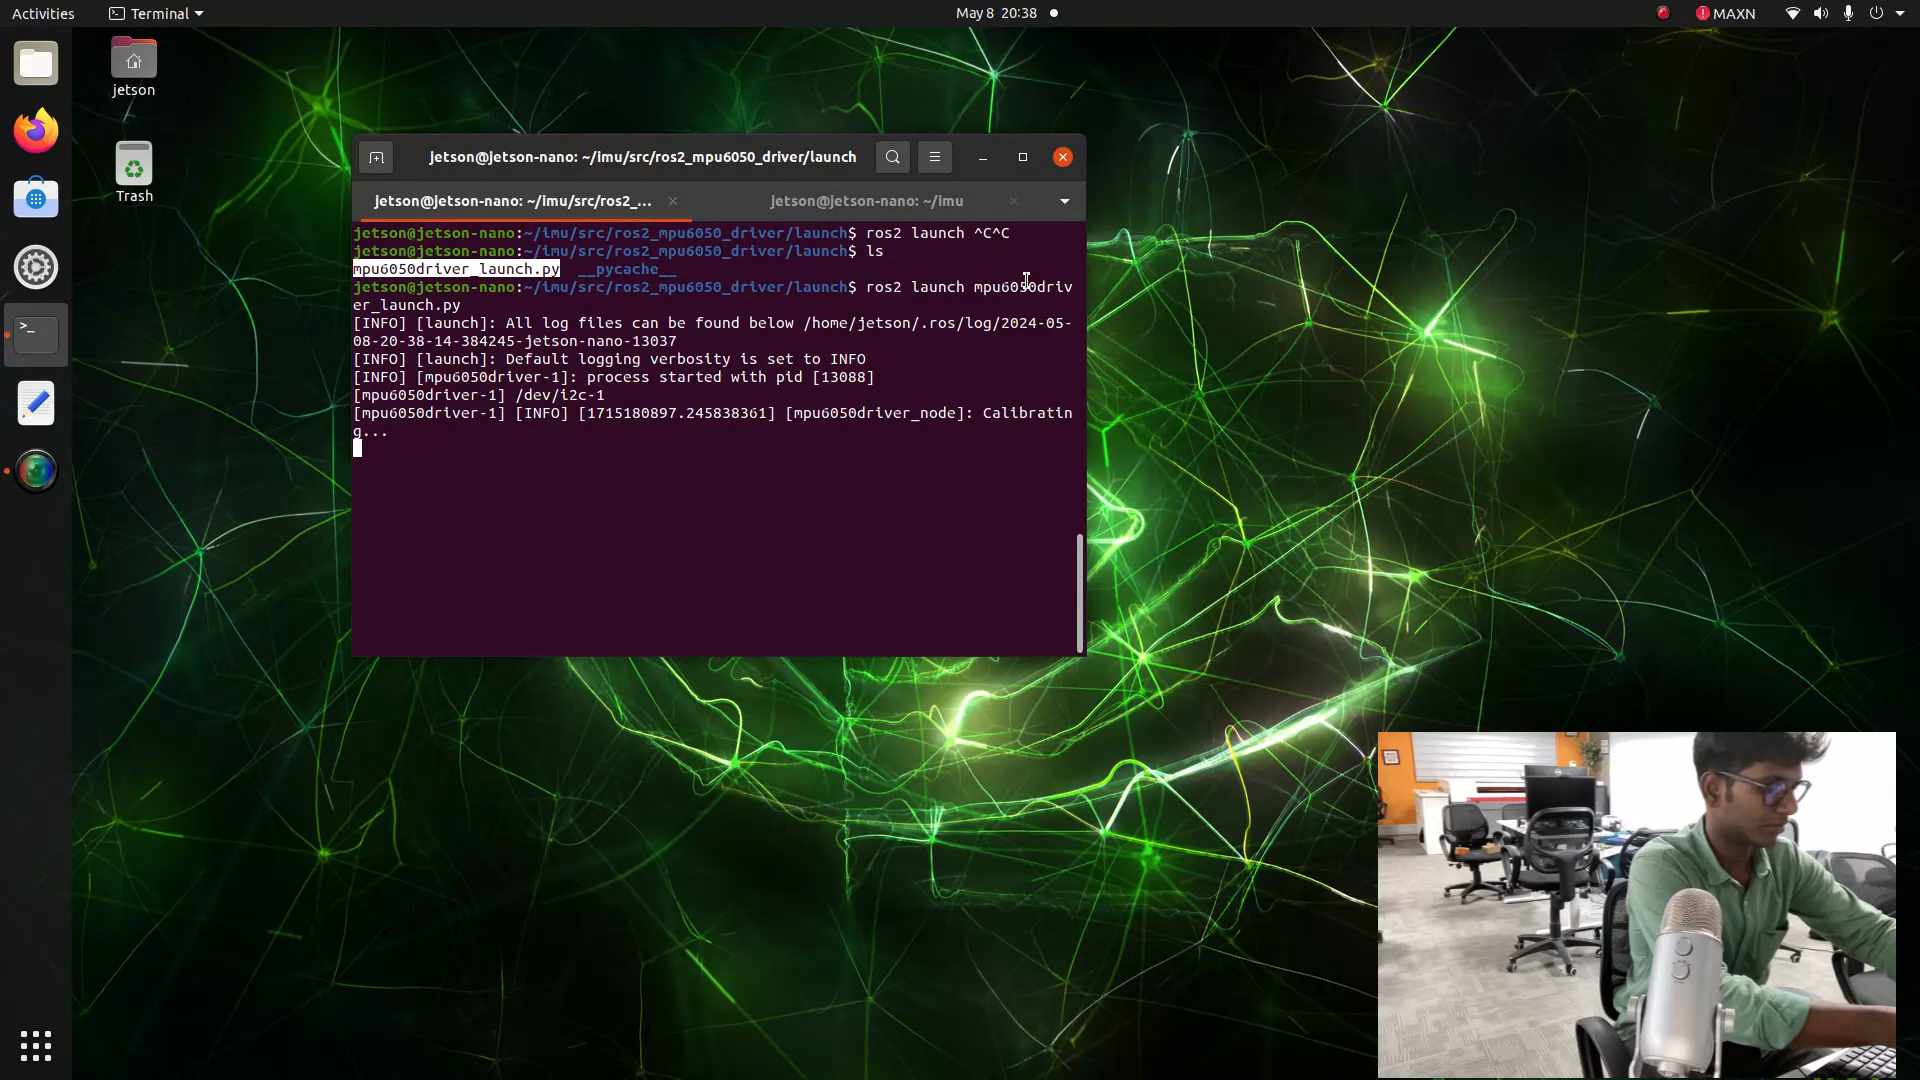 Activities
Terminal
May 8 20:38
MAXN
jetson
Trash
jetson@jetson-nano: ~/imu/src/ros2_mpu6050_driver/launch
jetson@jetson-nano: ~/imu/src/ros2_...
jetson@jetson-nano: ~/imu
jetson@jetson-nano:~/imu/src/ros2_mpu6050_driver/launch$ ros2 launch ^C^C
jetson@jetson-nano:~/imu/src/ros2_mpu6050_driver/launch$ ls
mpu6050driver_launch.py  __pycache__
jetson@jetson-nano:~/imu/src/ros2_mpu6050_driver/launch$ ros2 launch mpu6050driv
er_launch.py
[INFO] [launch]: All log files can be found below /home/jetson/.ros/log/2024-05-
08-20-38-14-384245-jetson-nano-13037
[INFO] [launch]: Default logging verbosity is set to INFO
[INFO] [mpu6050driver-1]: process started with pid [13088]
[mpu6050driver-1] /dev/i2c-1
[mpu6050driver-1] [INFO] [1715180897.245838361] [mpu6050driver_node]: Calibratin
g...